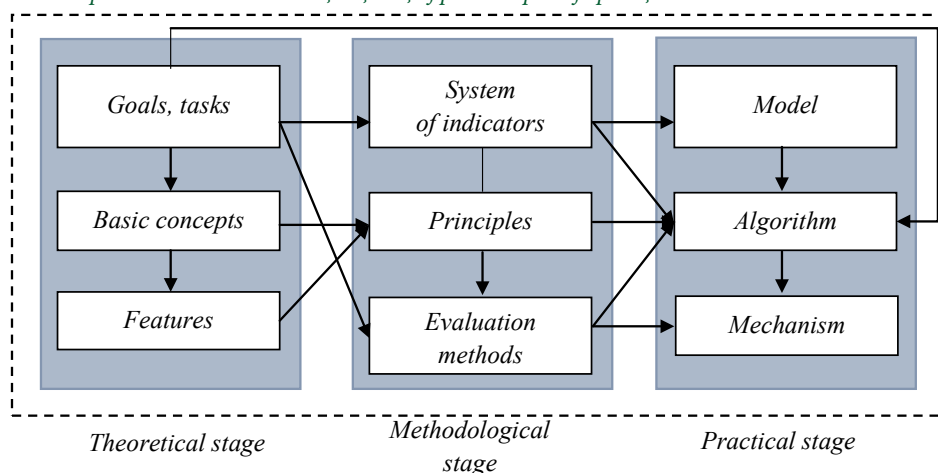 Goals, tasks
System
of indicators
Model
Basic concepts
Principles
Algorithm
Features
Evaluation
methods
Mechanism
Theoretical stage
Methodological
stage
Practical stage